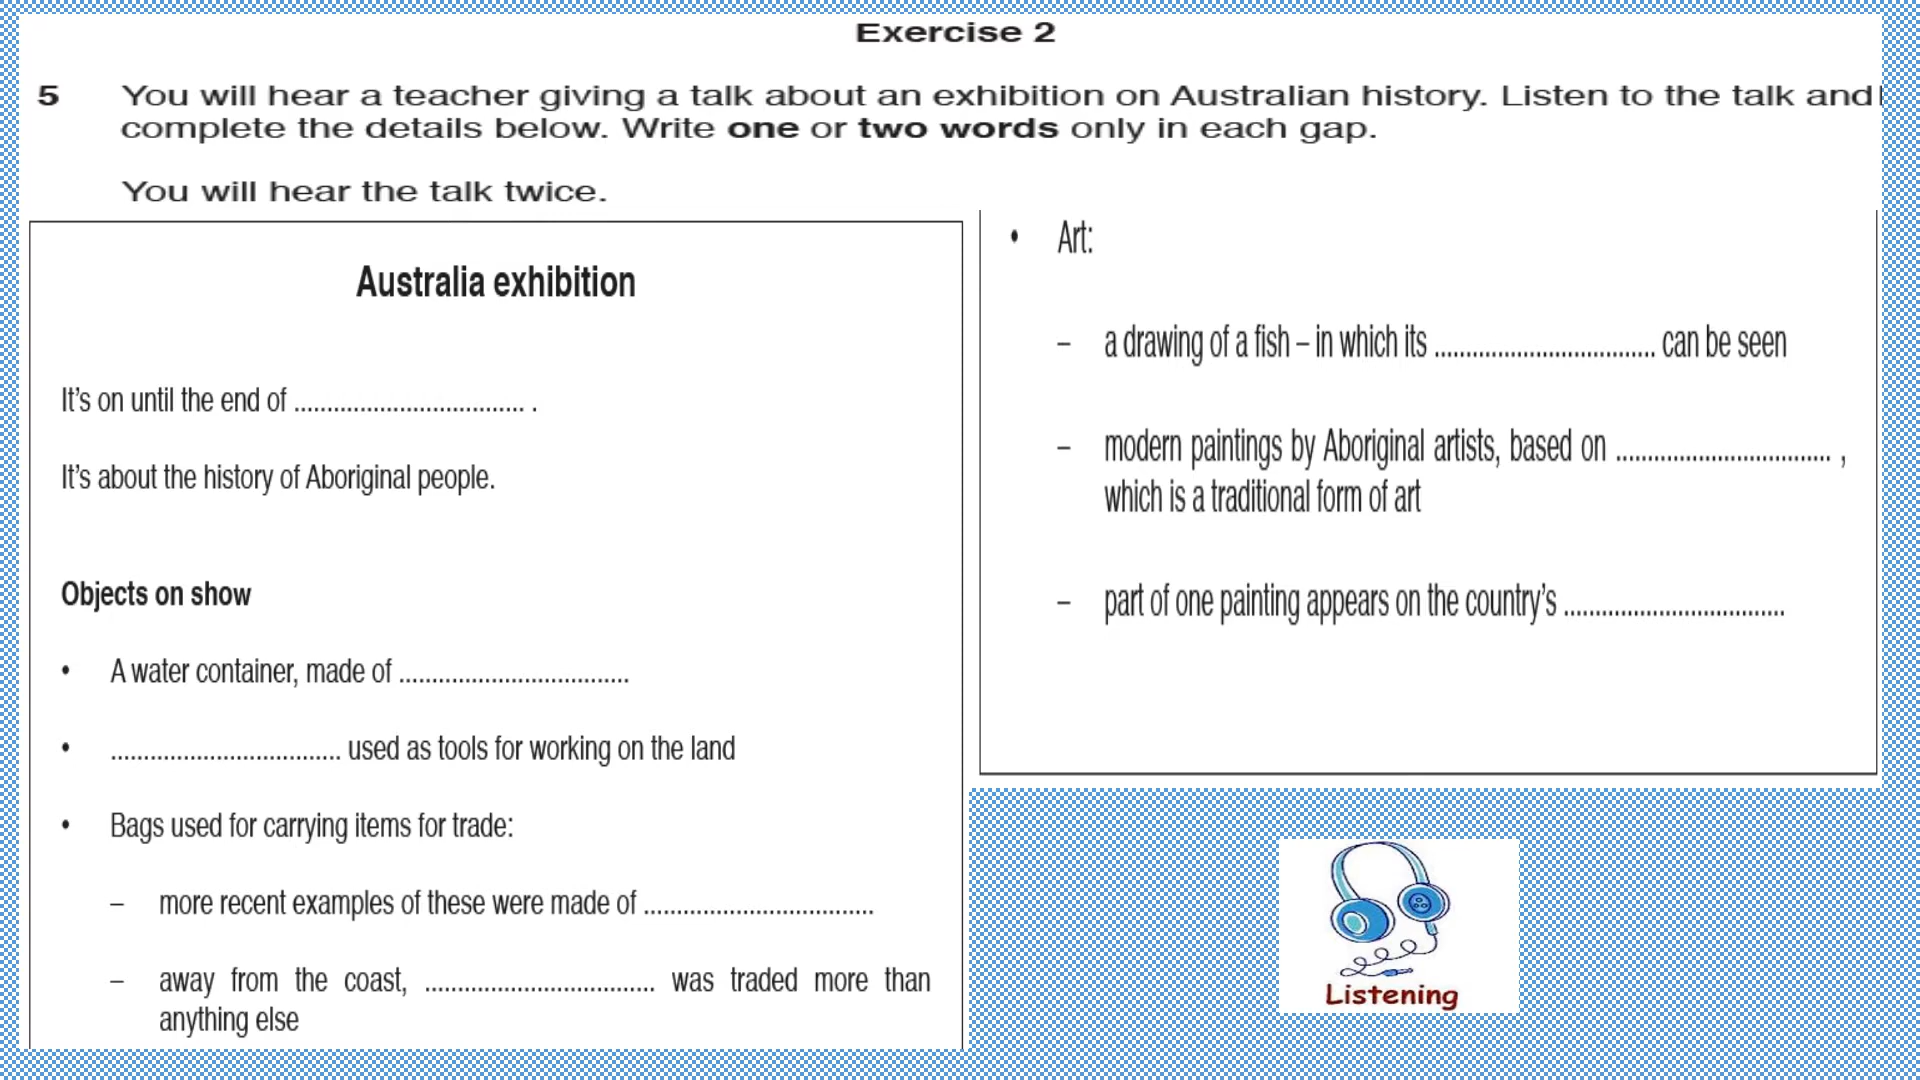 Exercise 2
5 You will hear a teacher giving a talk about an exhibition on Australian history. Listen to the talk and
complete the details below. Write one or two words only in each gap.
You will hear the talk twice.
Australia exhibition
It's on until the end of .................................. .
It's about the history of Aboriginal people.
Objects on show
• A water container, made of ..................................
• .................................. used as tools for working on the land
• Bags used for carrying items for trade:
– more recent examples of these were made of ..................................
– away from the coast, .................................. was traded more than
anything else
• Art:
– a drawing of a fish – in which its .................................. can be seen
– modern paintings by Aboriginal artists, based on .................................. ,
which is a traditional form of art
– part of one painting appears on the country's ..................................
Listening